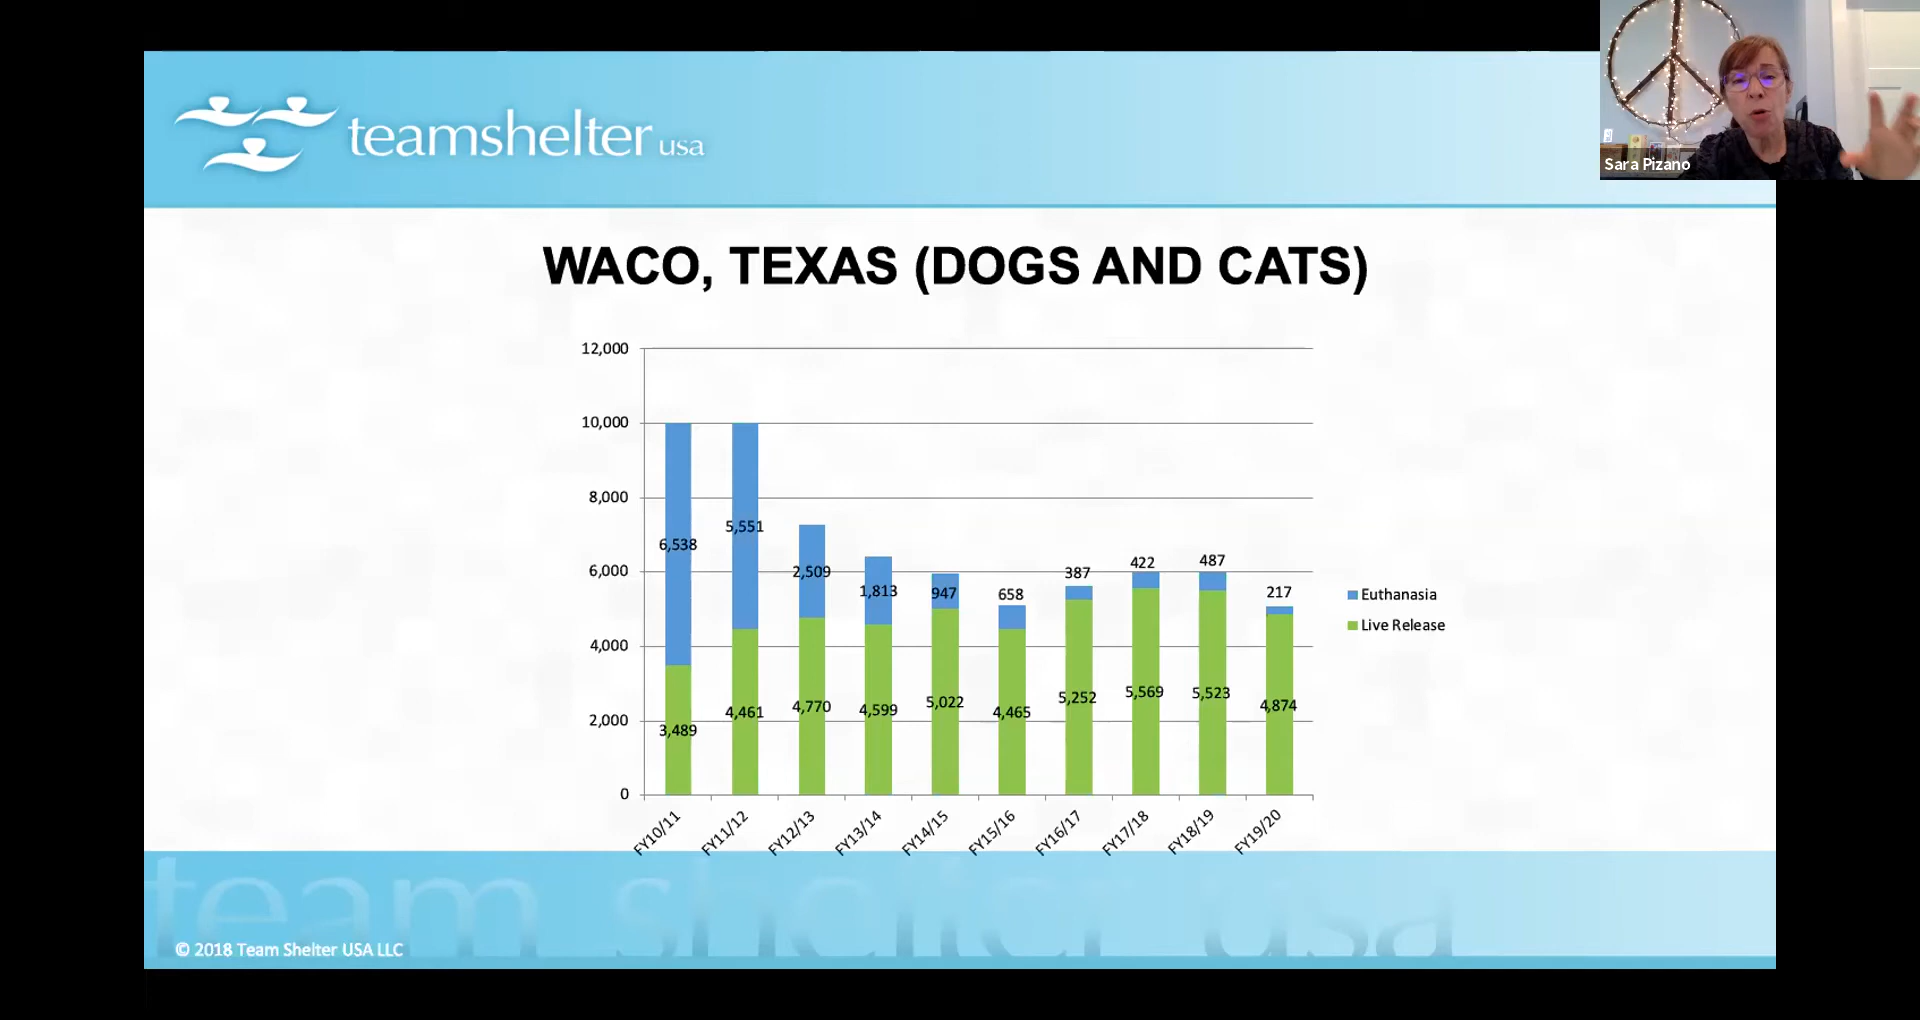 teamshelter usa
Sara Pizano
WACO, TEXAS (DOGS AND CATS)
12,000
10,000
8,000
6,000
4,000
2,000
0
6,538
5,551
2,509
1,813
947
658
387
422
487
217
3,489
4,461
4,770
4,599
5,022
4,465
5,252
5,569
5,523
4,874
FY10/11
FY11/12
FY12/13
FY13/14
FY14/15
FY15/16
FY16/17
FY17/18
FY18/19
FY19/20
Euthanasia
Live Release
team shelter usa
© 2018 Team Shelter USA LLC